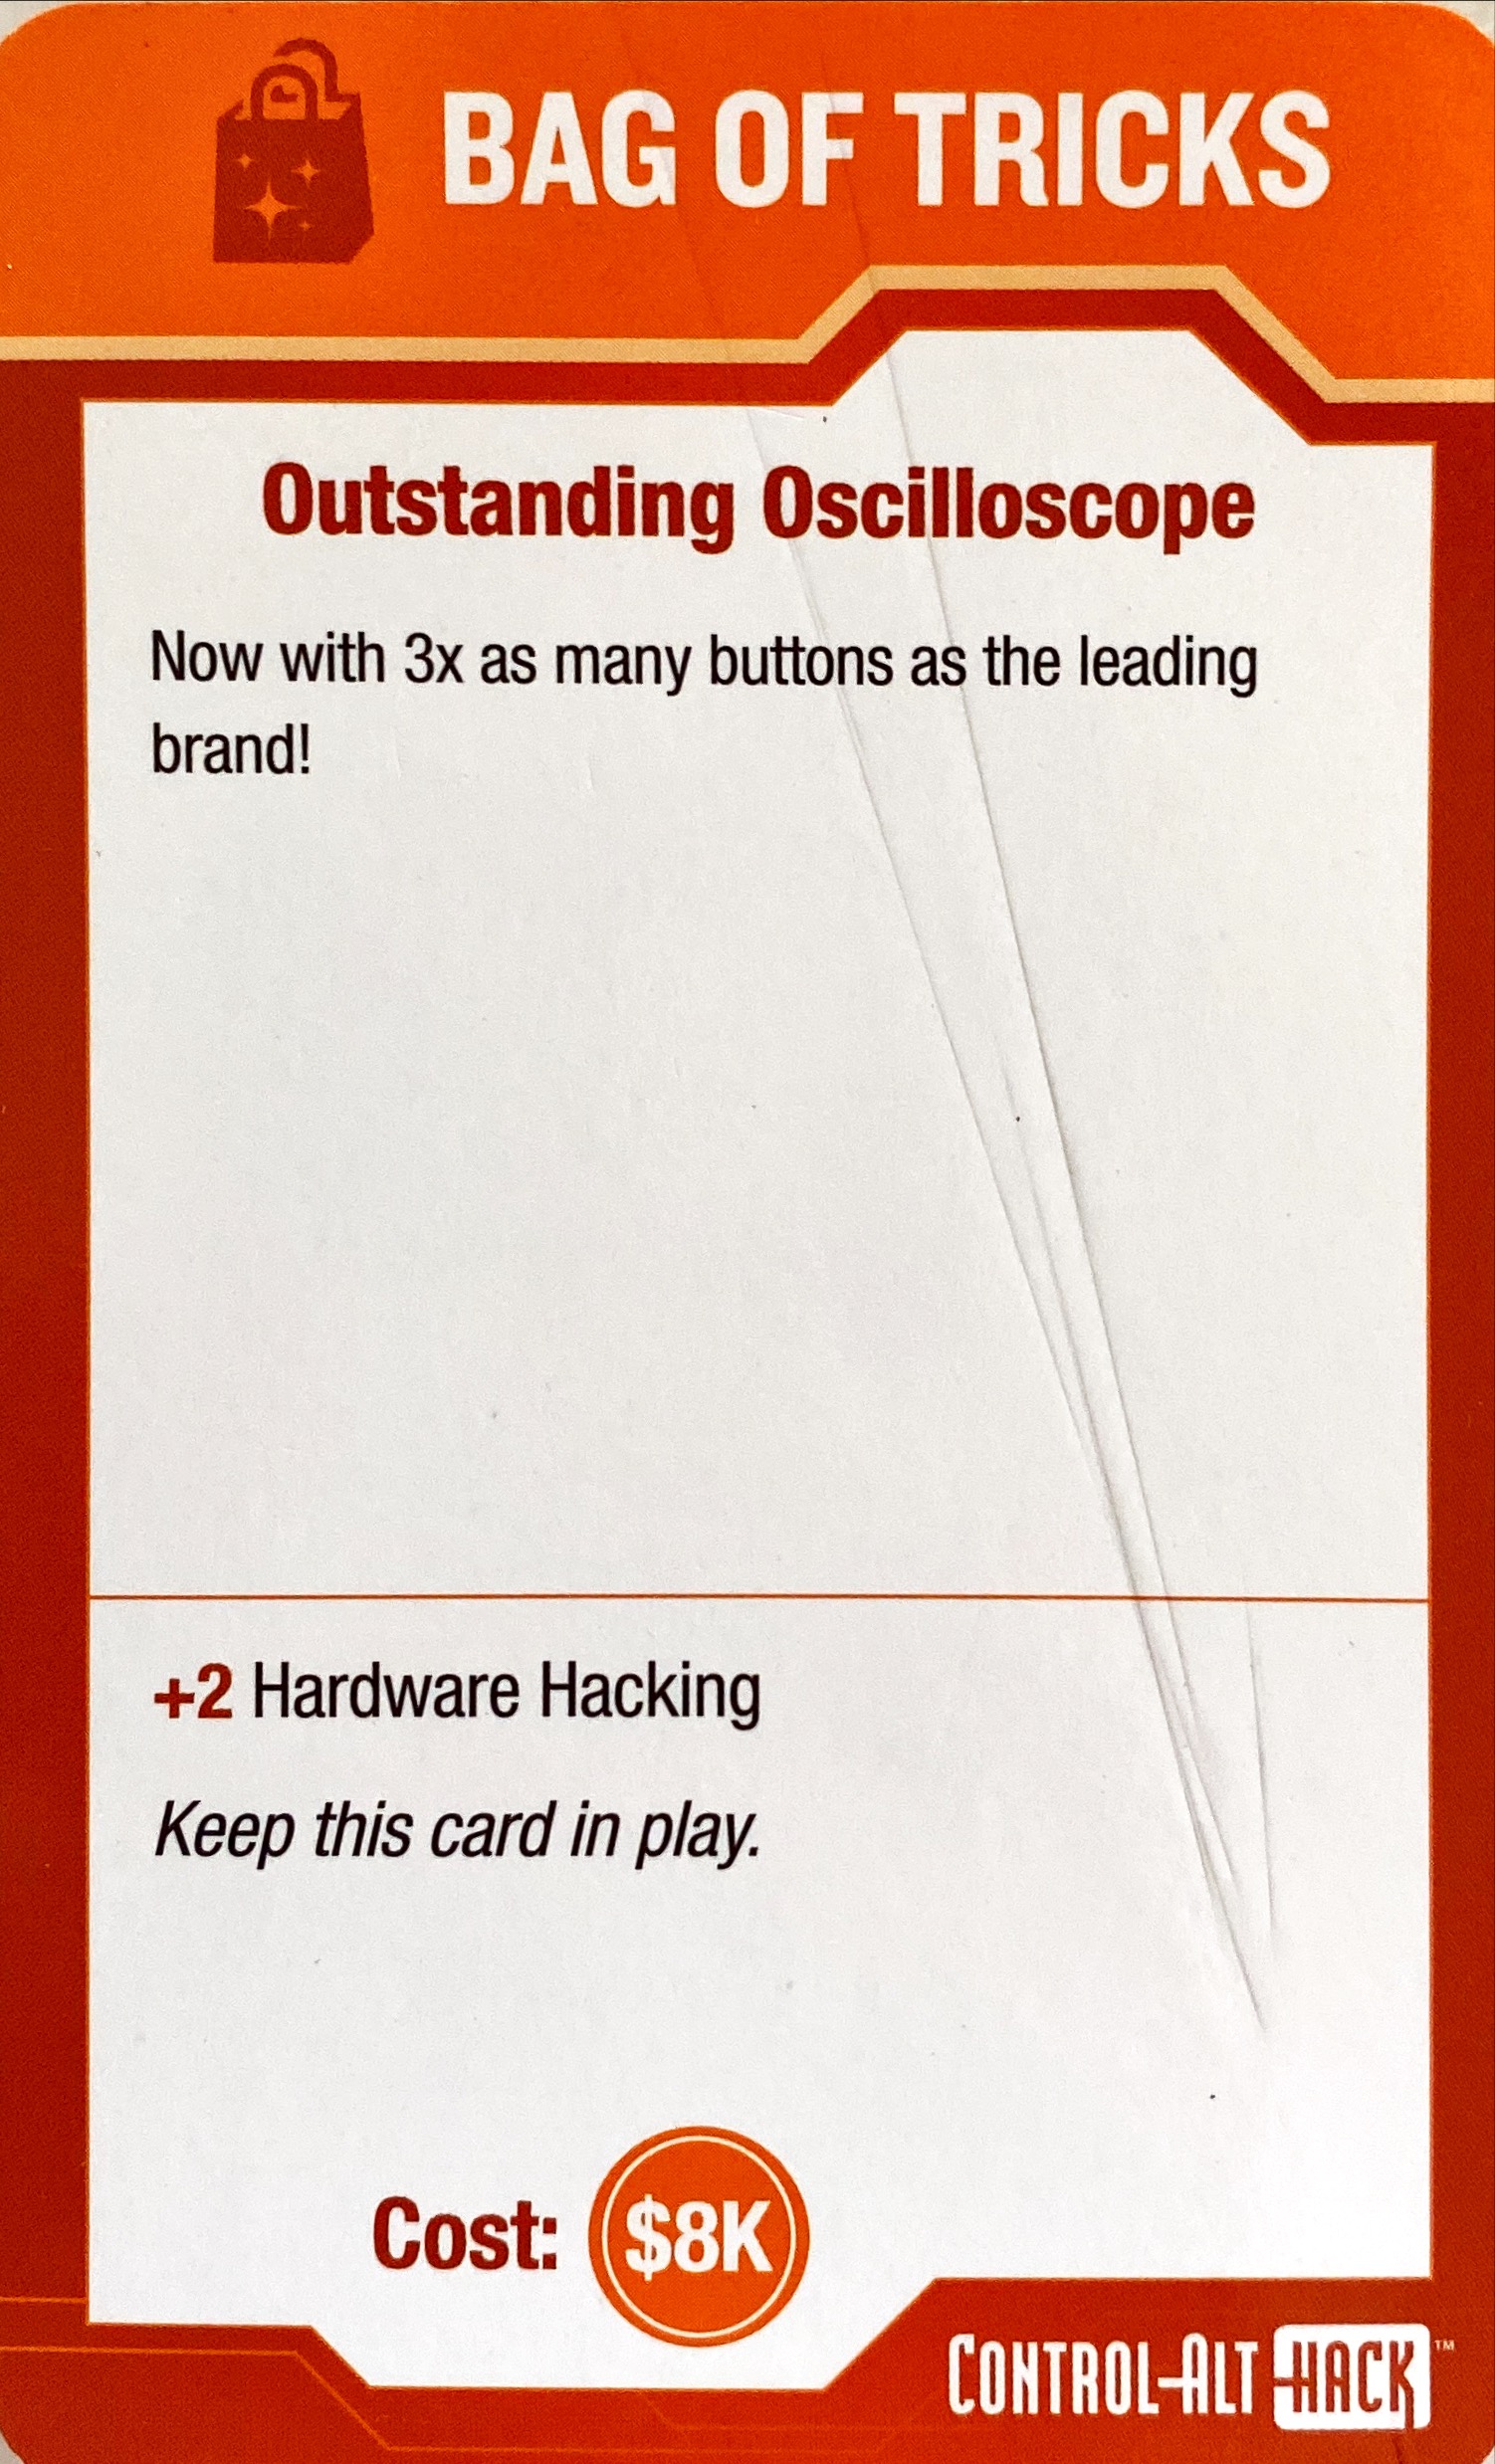 BAG OF TRICKS
Outstanding Oscilloscope
Now with 3x as many buttons as the leading
brand!
+2 Hardware Hacking
Keep this card in play.
Cost: $8K
CONTROL-ALT HACK™